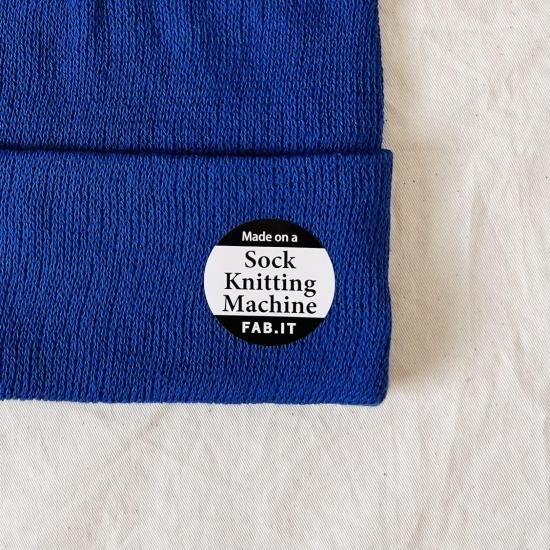 Made on a
Sock
Knitting
Machine
FAB.IT